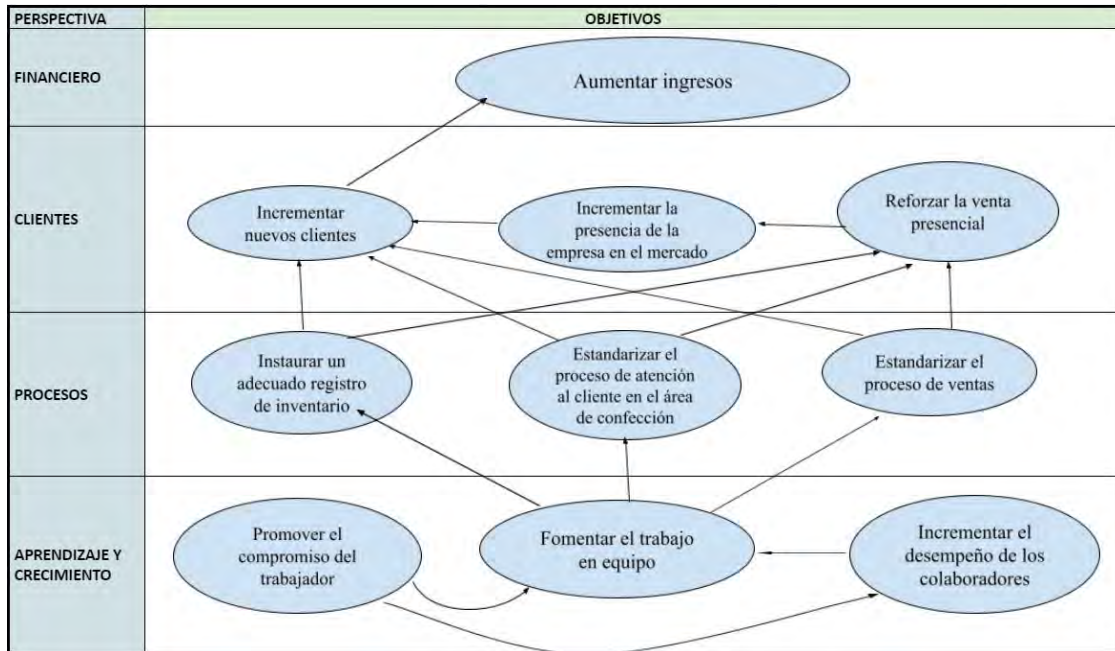 PERSPECTIVA
OBJETIVOS
FINANCIERO
Aumentar ingresos
CLIENTES
Incrementar
nuevos clientes
Incrementar la
presencia de la
empresa en el mercado
Reforzar la venta
presencial
PROCESOS
Instaurar un
adecuado registro
de inventario
Estandarizar el
proceso de atención
al cliente en el área
de confección
Estandarizar el
proceso de ventas
APRENDIZAJE Y
CRECIMIENTO
Promover el
compromiso del
trabajador
Fomentar el trabajo
en equipo
Incrementar el
desempeño de los
colaboradores